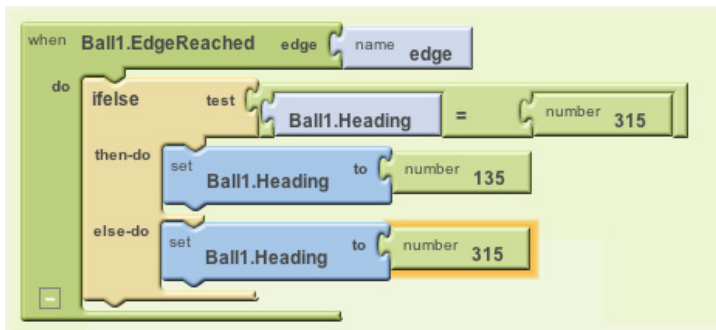 when Ball1.EdgeReached edge name edge
do
ifelse test Ball1.Heading = number 315
then-do set Ball1.Heading to number 135
else-do set Ball1.Heading to number 315